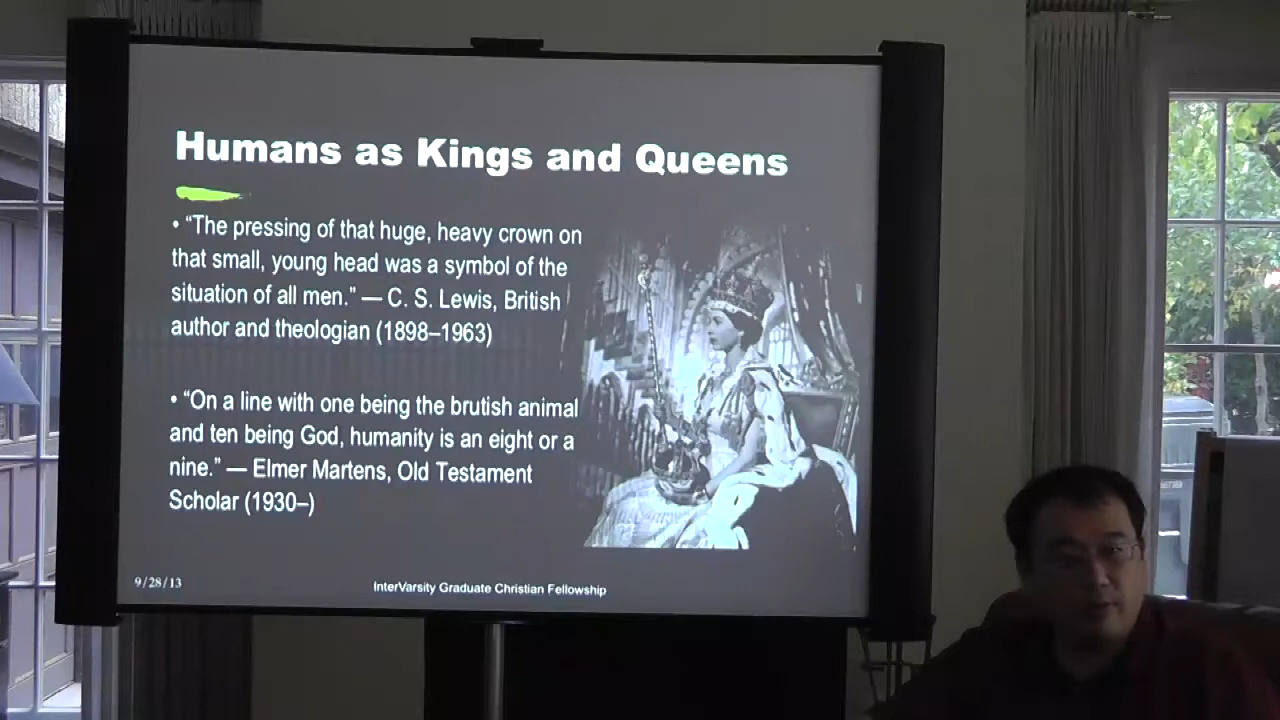 Humans as Kings and Queens
• “The pressing of that huge, heavy crown on
that small, young head was a symbol of the
situation of all men.” — C. S. Lewis, British
author and theologian (1898–1963)
• “On a line with one being the brutish animal
and ten being God, humanity is an eight or a
nine.” — Elmer Martens, Old Testament
Scholar (1930–)
9/28/13
InterVarsity Graduate Christian Fellowship